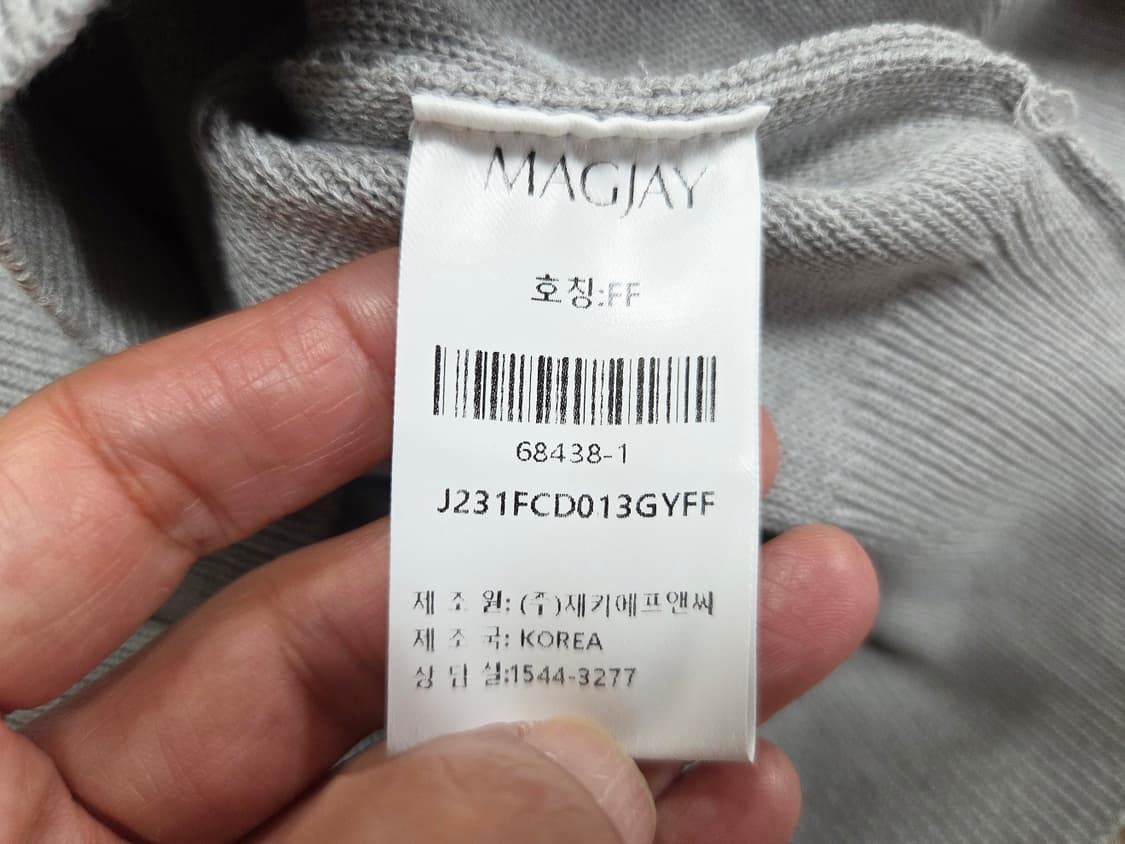 MAGJAY
호칭:FF
68438-1
J231FCD013GYFF
제 조 원: (주)재키에프앤씨
제 조 국: KOREA
상 담 실:1544-3277